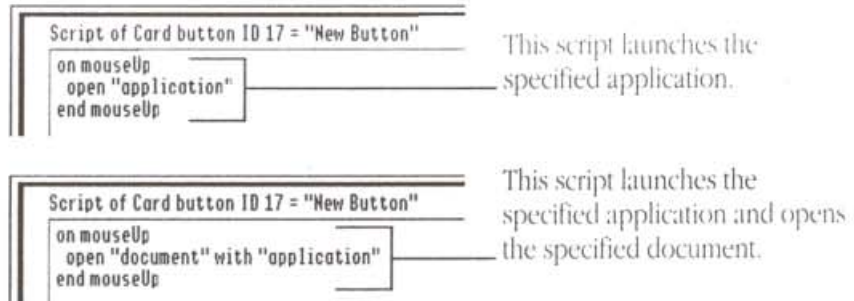 Script of Card button ID 17 = "New Button"
on mouseUp
open "application"
end mouseUp
This script launches the
specified application.
Script of Card button ID 17 = "New Button"
on mouseUp
open "document" with "application"
end mouseUp
This script launches the
specified application and opens
the specified document.